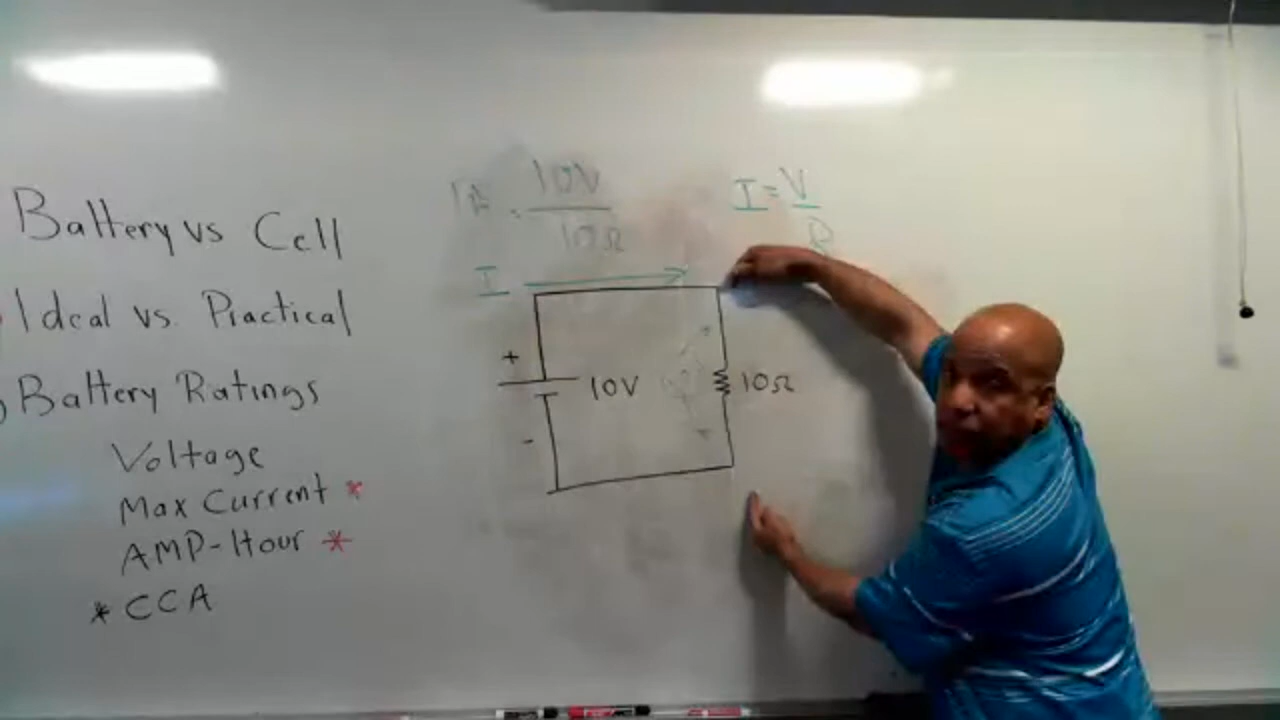 Battery vs Cell
Ideal vs. Practical
Battery Ratings
Voltage
Max Current *
AMP-Hour *
* CCA
1A = 10V
10Ω
I = V
R
I
+
10V
10Ω
-